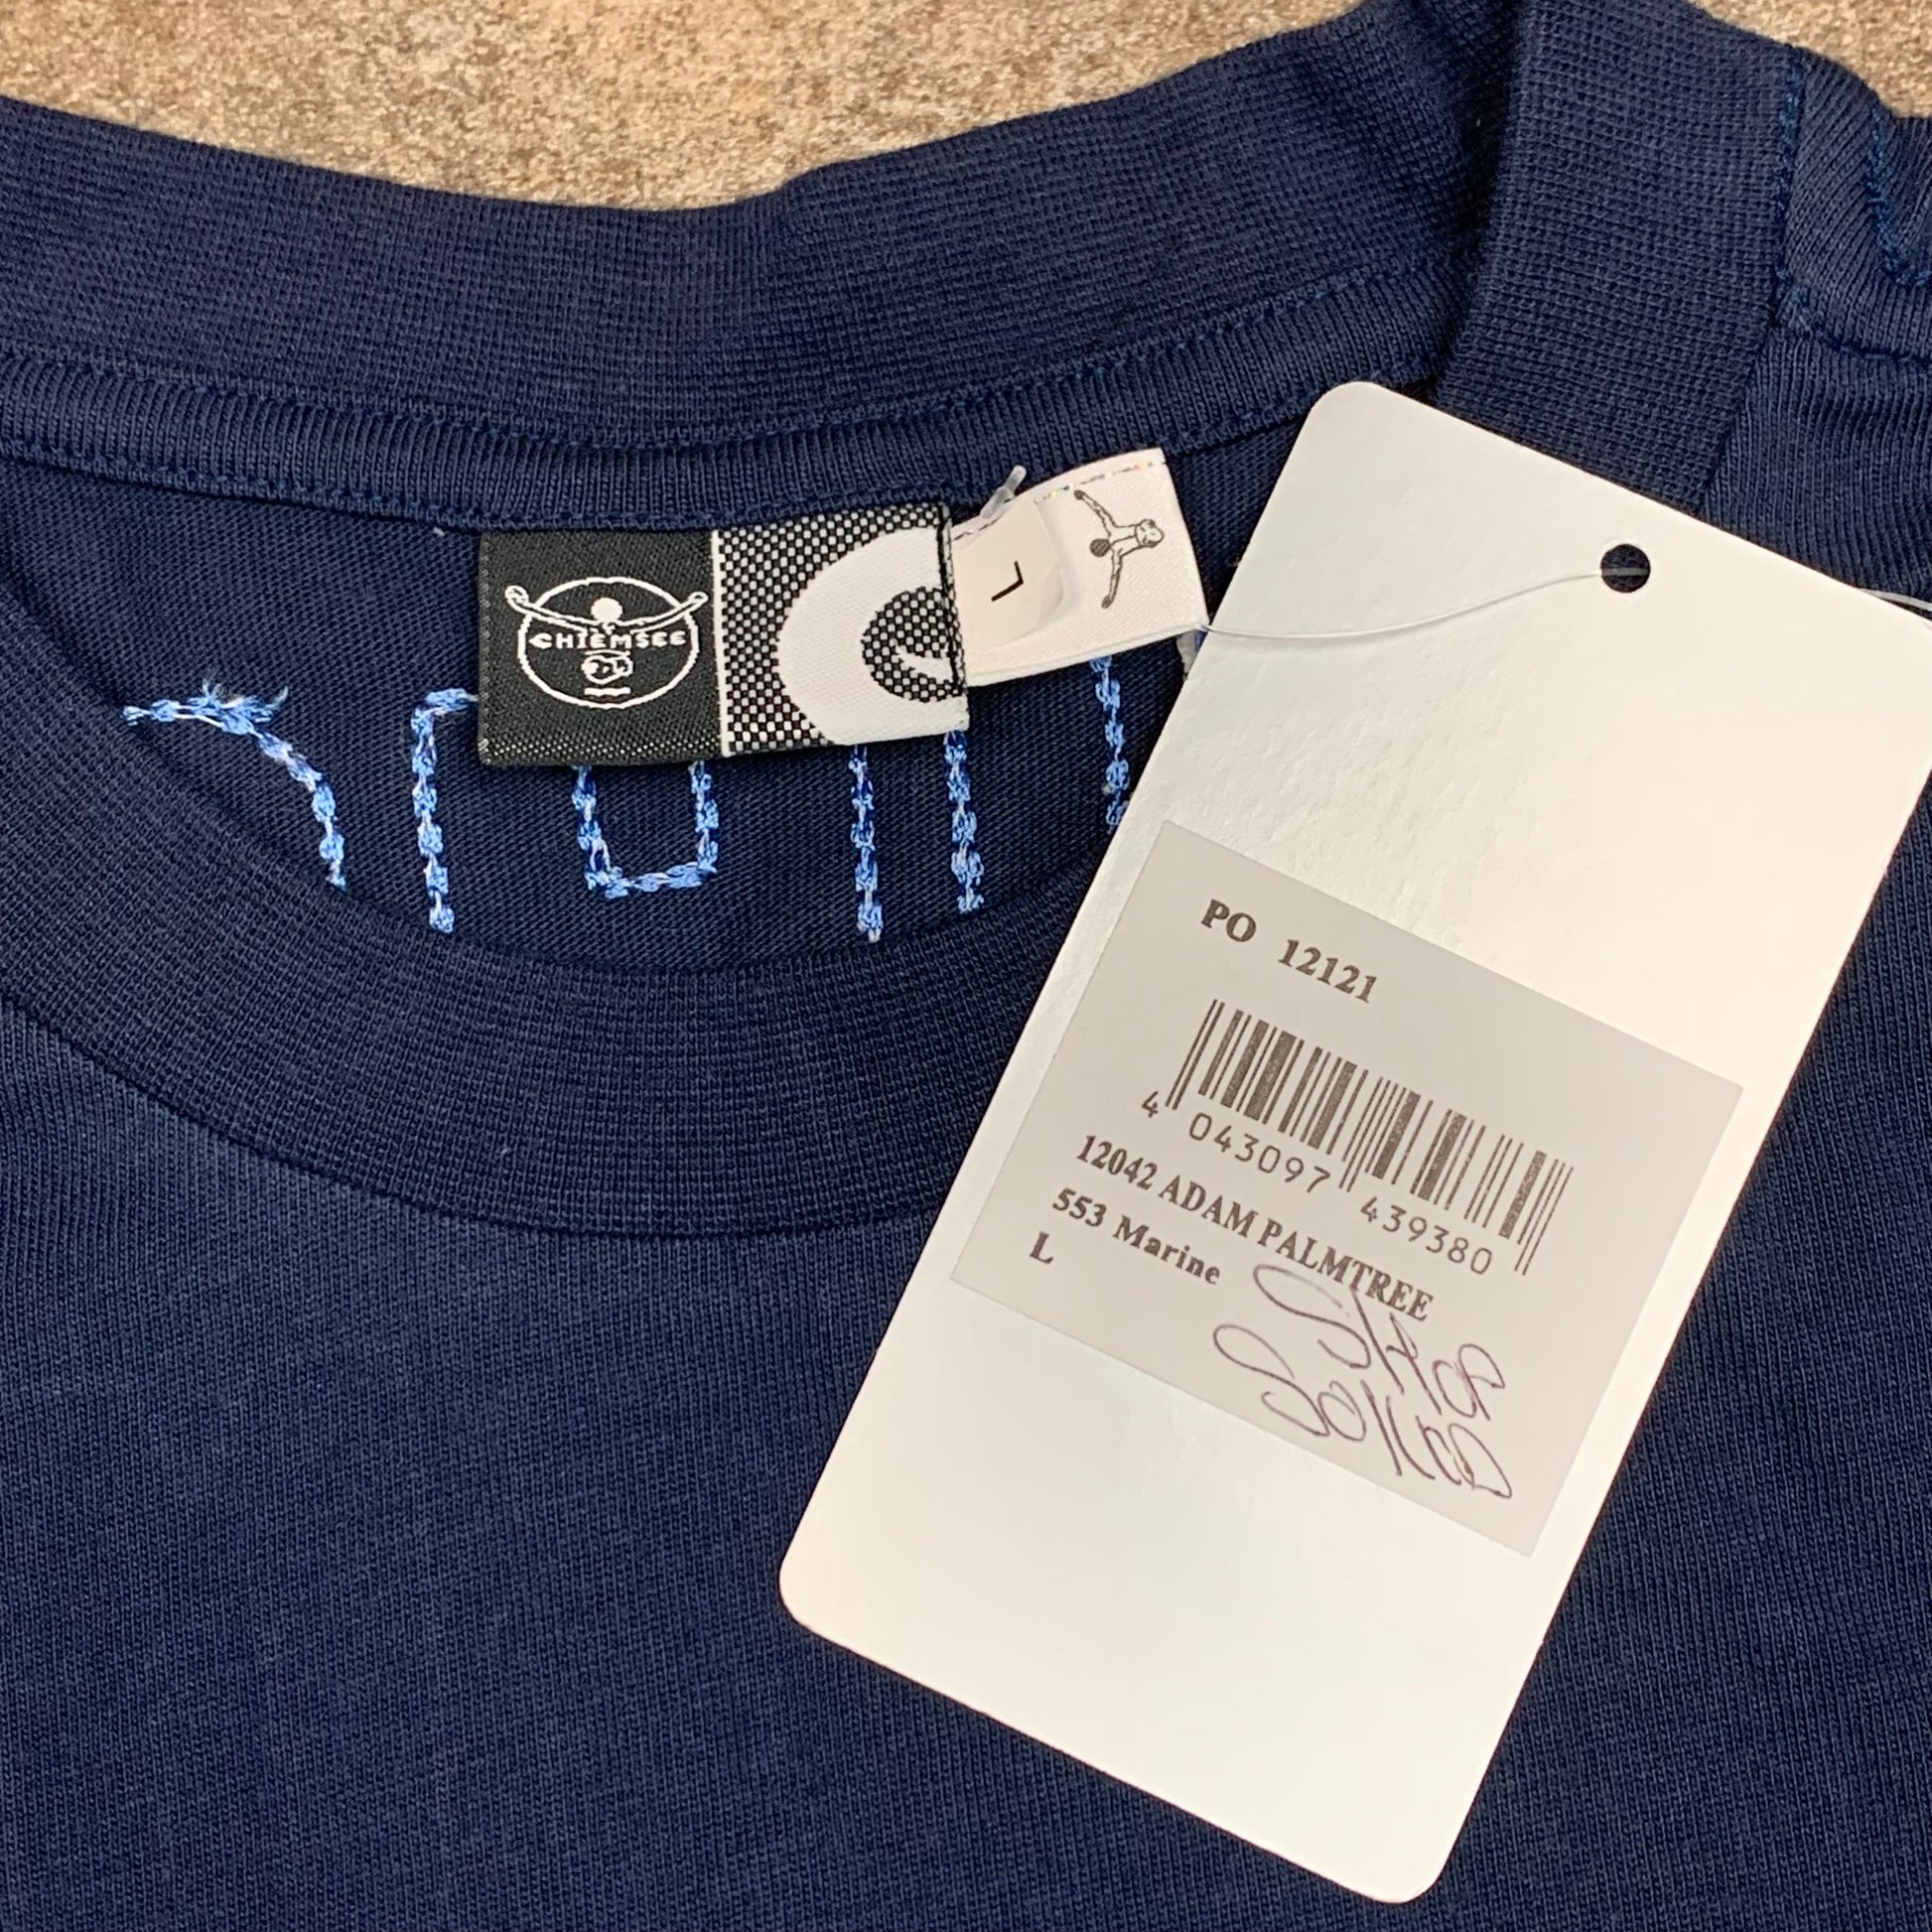 CHIEMSEE
L
PO 12121
4 043097 439380
12042 ADAM PALMTREE
553 Marine
L